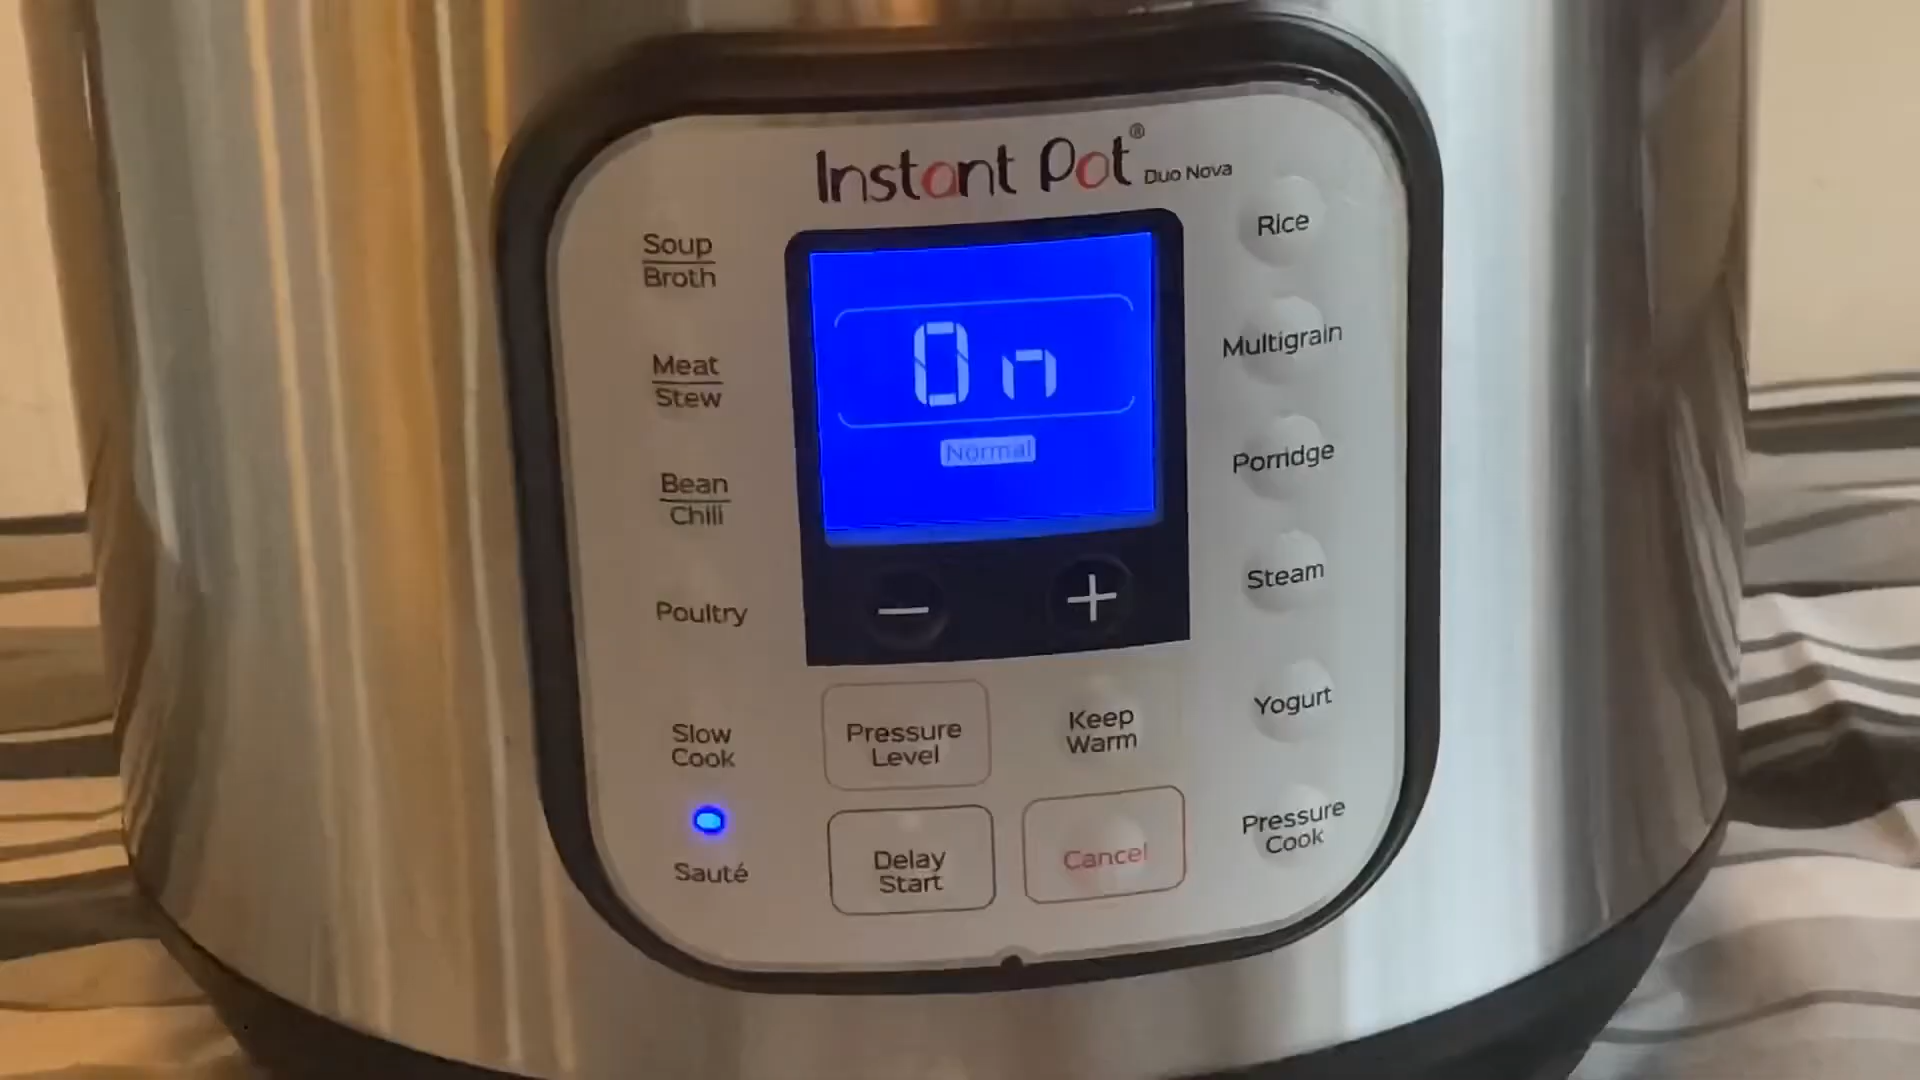 Instant Pot® Duo Nova
Soup
Broth
Meat
Stew
Bean
Chili
Poultry
Slow
Cook
Sauté
On
Normal
− +
Pressure
Level
Keep
Warm
Delay
Start
Cancel
Rice
Multigrain
Porridge
Steam
Yogurt
Pressure
Cook